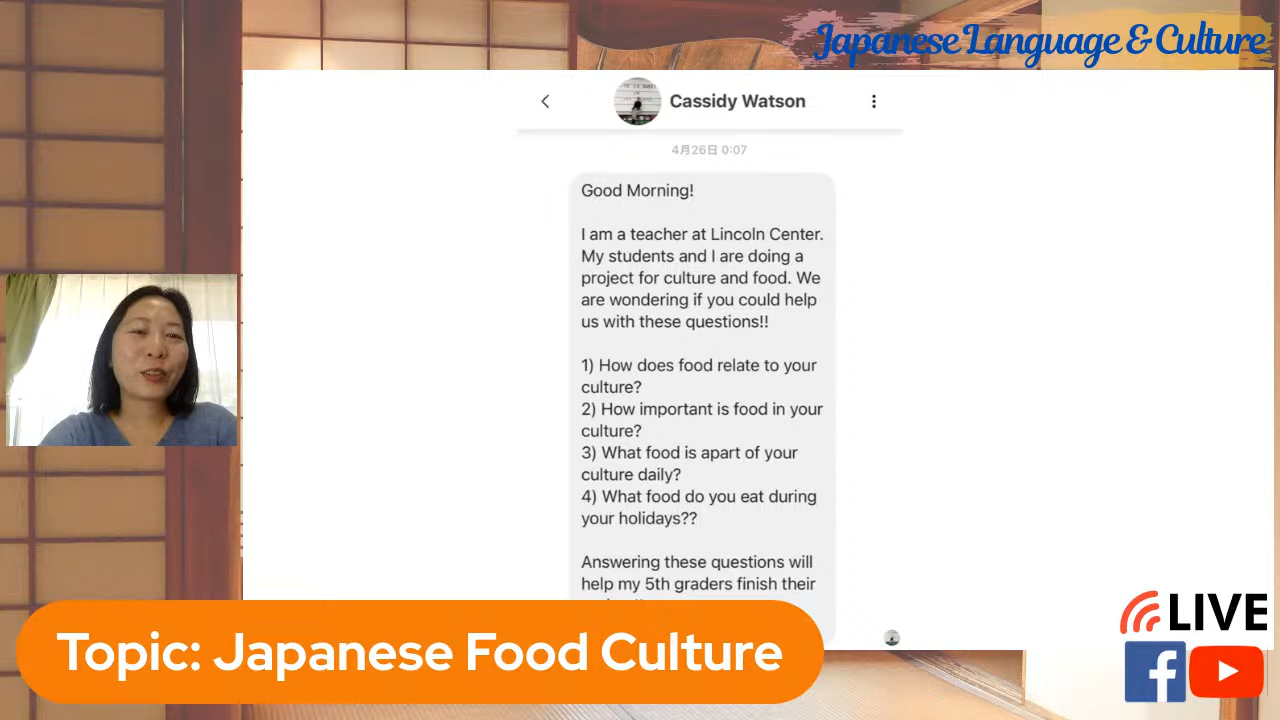 Japanese Language & Culture
Cassidy Watson
4月26日 0:07
Good Morning!
I am a teacher at Lincoln Center.
My students and I are doing a
project for culture and food. We
are wondering if you could help
us with these questions!!
1) How does food relate to your
culture?
2) How important is food in your
culture?
3) What food is apart of your
culture daily?
4) What food do you eat during
your holidays??
Answering these questions will
help my 5th graders finish their
Topic: Japanese Food Culture
LIVE